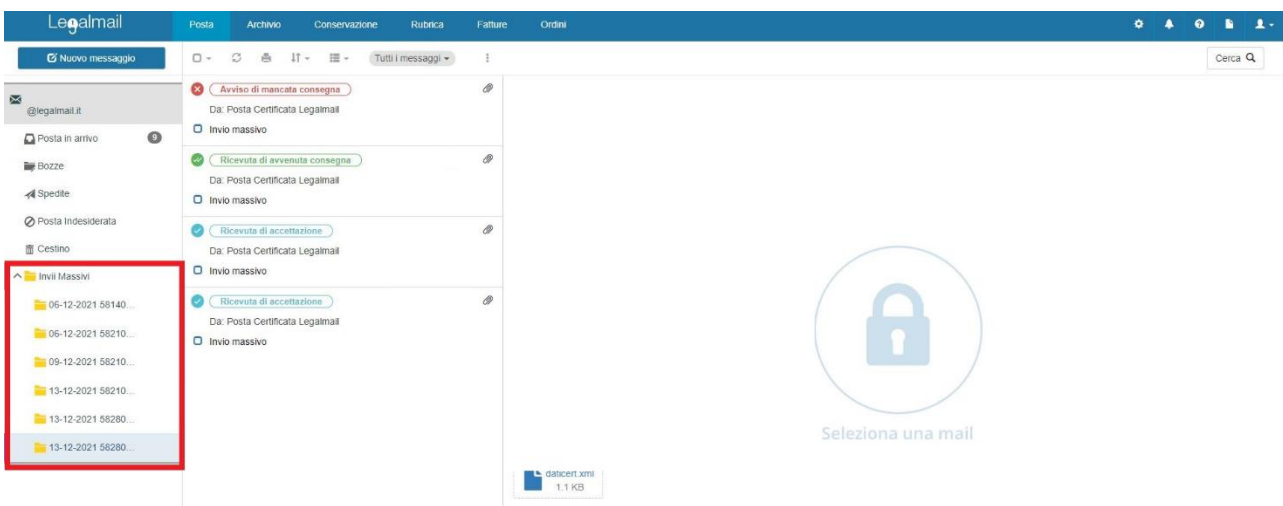 Legalmail
Posta Archivio Conservazione Rubrica Fatture Ordini
Nuovo messaggio
Tutti i messaggi
Cerca
@legalmail.it
Posta in arrivo 9
Bozze
Spedite
Posta Indesiderata
Cestino
Invii Massivi
06-12-2021 58140...
06-12-2021 58210...
09-12-2021 58210...
13-12-2021 58210...
13-12-2021 58280...
13-12-2021 58280...
Avviso di mancata consegna
Da: Posta Certificata Legalmail
Invio massivo
Ricevuta di avvenuta consegna
Da: Posta Certificata Legalmail
Invio massivo
Ricevuta di accettazione
Da: Posta Certificata Legalmail
Invio massivo
Ricevuta di accettazione
Da: Posta Certificata Legalmail
Invio massivo
Seleziona una mail
daticert.xml
1.1 KB